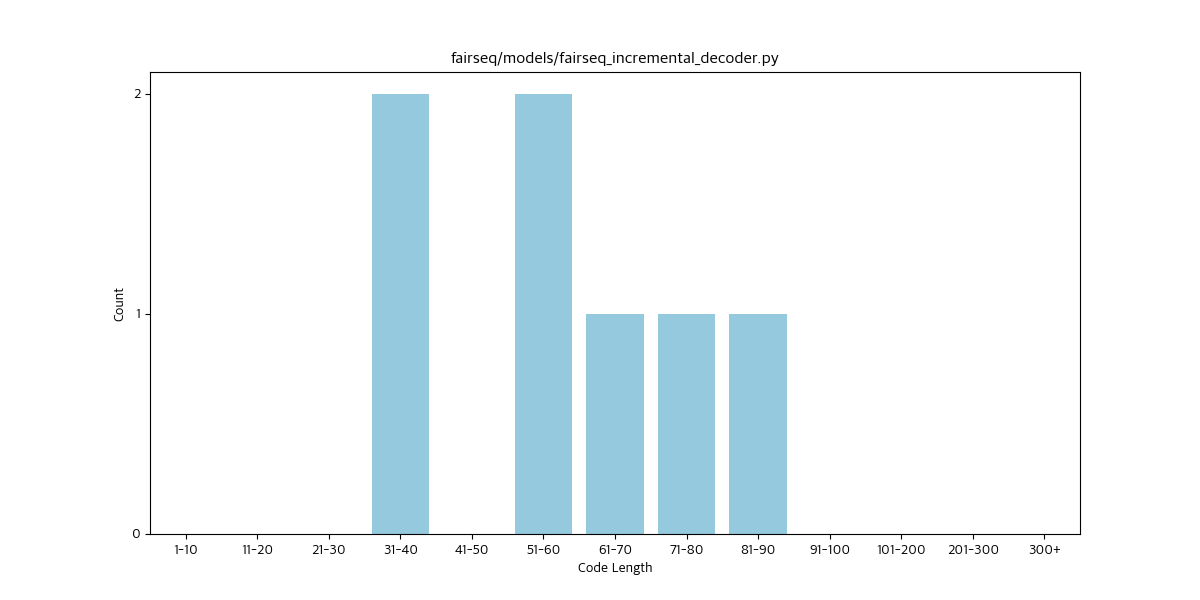 fairseq/models/fairseq_incremental_decoder.py
Count
2
1
0
1-10 11-20 21-30 31-40 41-50 51-60 61-70 71-80 81-90 91-100 101-200 201-300 300+
Code Length